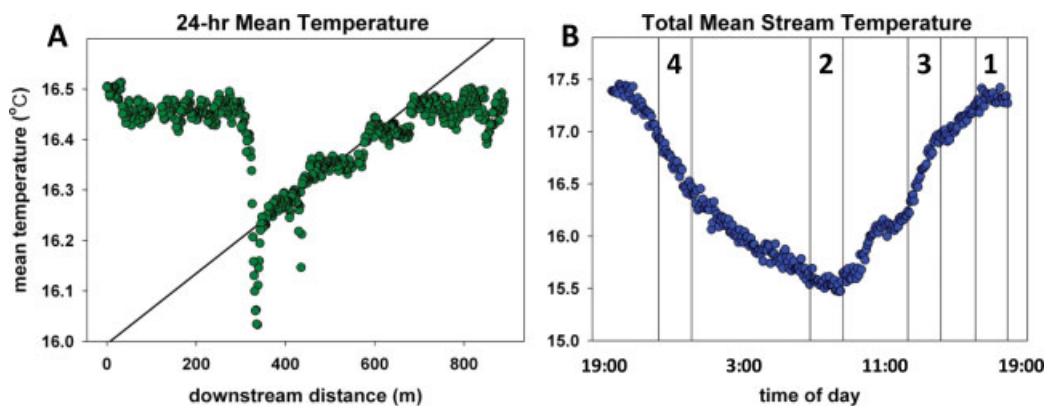 A
24-hr Mean Temperature
mean temperature (°C)
16.5
16.4
16.3
16.2
16.1
16.0
0 200 400 600 800
downstream distance (m)
B
Total Mean Stream Temperature
4 2 3 1
17.5
17.0
16.5
16.0
15.5
15.0
19:00 3:00 11:00 19:00
time of day